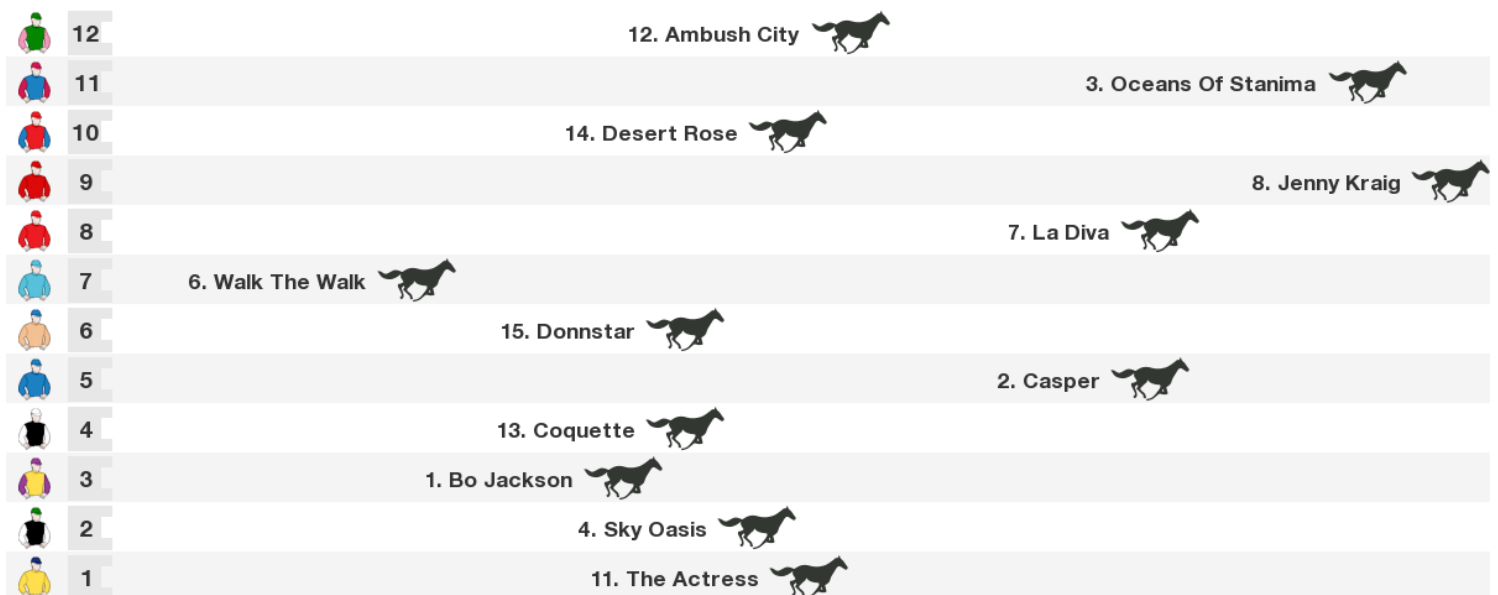 12 12. Ambush City
11 3. Oceans Of Stanima
10 14. Desert Rose
9 8. Jenny Kraig
8 7. La Diva
7 6. Walk The Walk
6 15. Donnstar
5 2. Casper
4 13. Coquette
3 1. Bo Jackson
2 4. Sky Oasis
1 11. The Actress